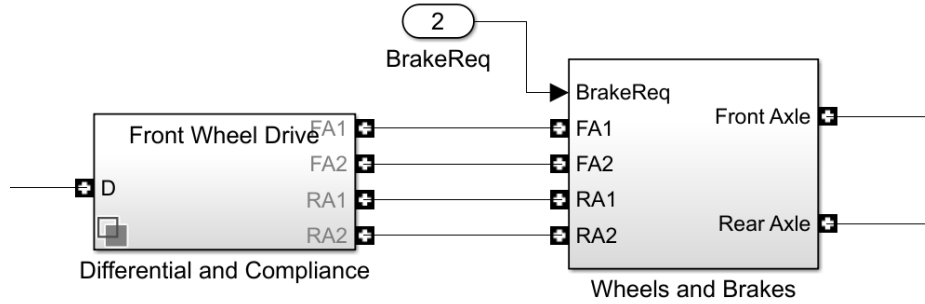 2
BrakeReq
BrakeReq
Front Wheel Drive
FA1
FA2
RA1
RA2
D
Differential and Compliance
FA1
FA2
RA1
RA2
Front Axle
Rear Axle
Wheels and Brakes